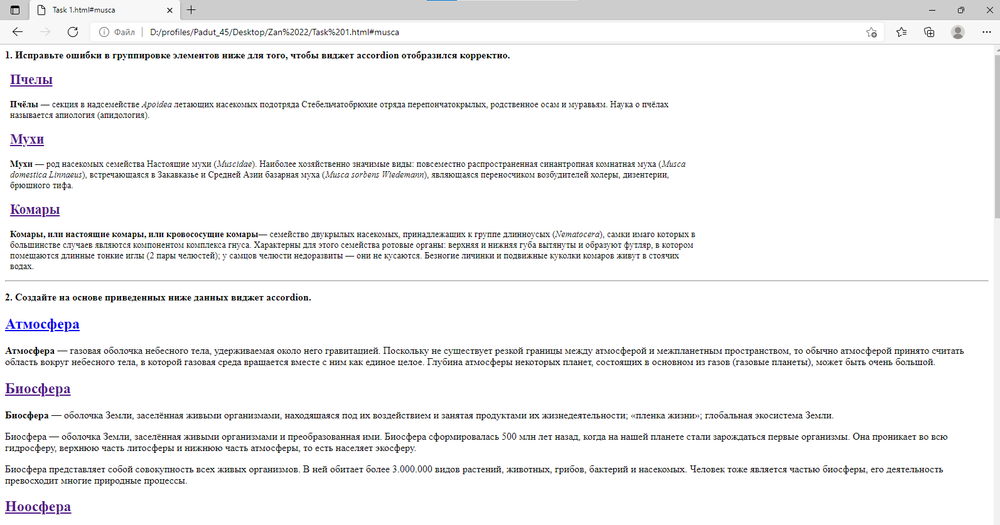 Task 1.html#musca
Файл
D:/profiles/Padut_45/Desktop/Zan%2022/Task%201.html#musca
1. Исправьте ошибки в группировке элементов ниже для того, чтобы виджет accordion отобразился корректно.
Пчелы
Пчёлы — секция в надсемействе Apoidea летающих насекомых подотряда Стебельчатобрюхие отряда перепончатокрылых, родственное осам и муравьям. Наука о пчёлах
называется апиология (апидология).
Мухи
Мухи — род насекомых семейства Настоящие мухи (Muscidae). Наиболее хозяйственно значимые виды: повсеместно распространенная синантропная комнатная муха (Musca
domestica Linnaeus), встречающаяся в Закавказье и Средней Азии базарная муха (Musca sorbens Wiedemann), являющаяся переносчиком возбудителей холеры, дизентерии,
брюшного тифа.
Комары
Комары, или настоящие комары, или кровососущие комары— семейство двукрылых насекомых, принадлежащих к группе длинноусых (Nematocera), самки имаго которых в
большинстве случаев являются компонентом комплекса гнуса. Характерны для этого семейства ротовые органы: верхняя и нижняя губа вытянуты и образуют футляр, в котором
помещаются длинные тонкие иглы (2 пары челюстей); у самцов челюсти недоразвиты — они не кусаются. Безногие личинки и подвижные куколки комаров живут в стоячих
водах.
2. Создайте на основе приведенных ниже данных виджет accordion.
Атмосфера
Атмосфера — газовая оболочка небесного тела, удерживаемая около него гравитацией. Поскольку не существует резкой границы между атмосферой и межпланетным пространством, то обычно атмосферой принято считать
область вокруг небесного тела, в которой газовая среда вращается вместе с ним как единое целое. Глубина атмосферы некоторых планет, состоящих в основном из газов (газовые планеты), может быть очень большой.
Биосфера
Биосфера — оболочка Земли, заселённая живыми организмами, находящаяся под их воздействием и занятая продуктами их жизнедеятельности; «пленка жизни»; глобальная экосистема Земли.
Биосфера — оболочка Земли, заселённая живыми организмами и преобразованная ими. Биосфера сформировалась 500 млн лет назад, когда на нашей планете стали зарождаться первые организмы. Она проникает во всю
гидросферу, верхнюю часть литосферы и нижнюю часть атмосферы, то есть населяет экосферу.
Биосфера представляет собой совокупность всех живых организмов. В ней обитает более 3.000.000 видов растений, животных, грибов, бактерий и насекомых. Человек тоже является частью биосферы, его деятельность
превосходит многие природные процессы.
Ноосфера